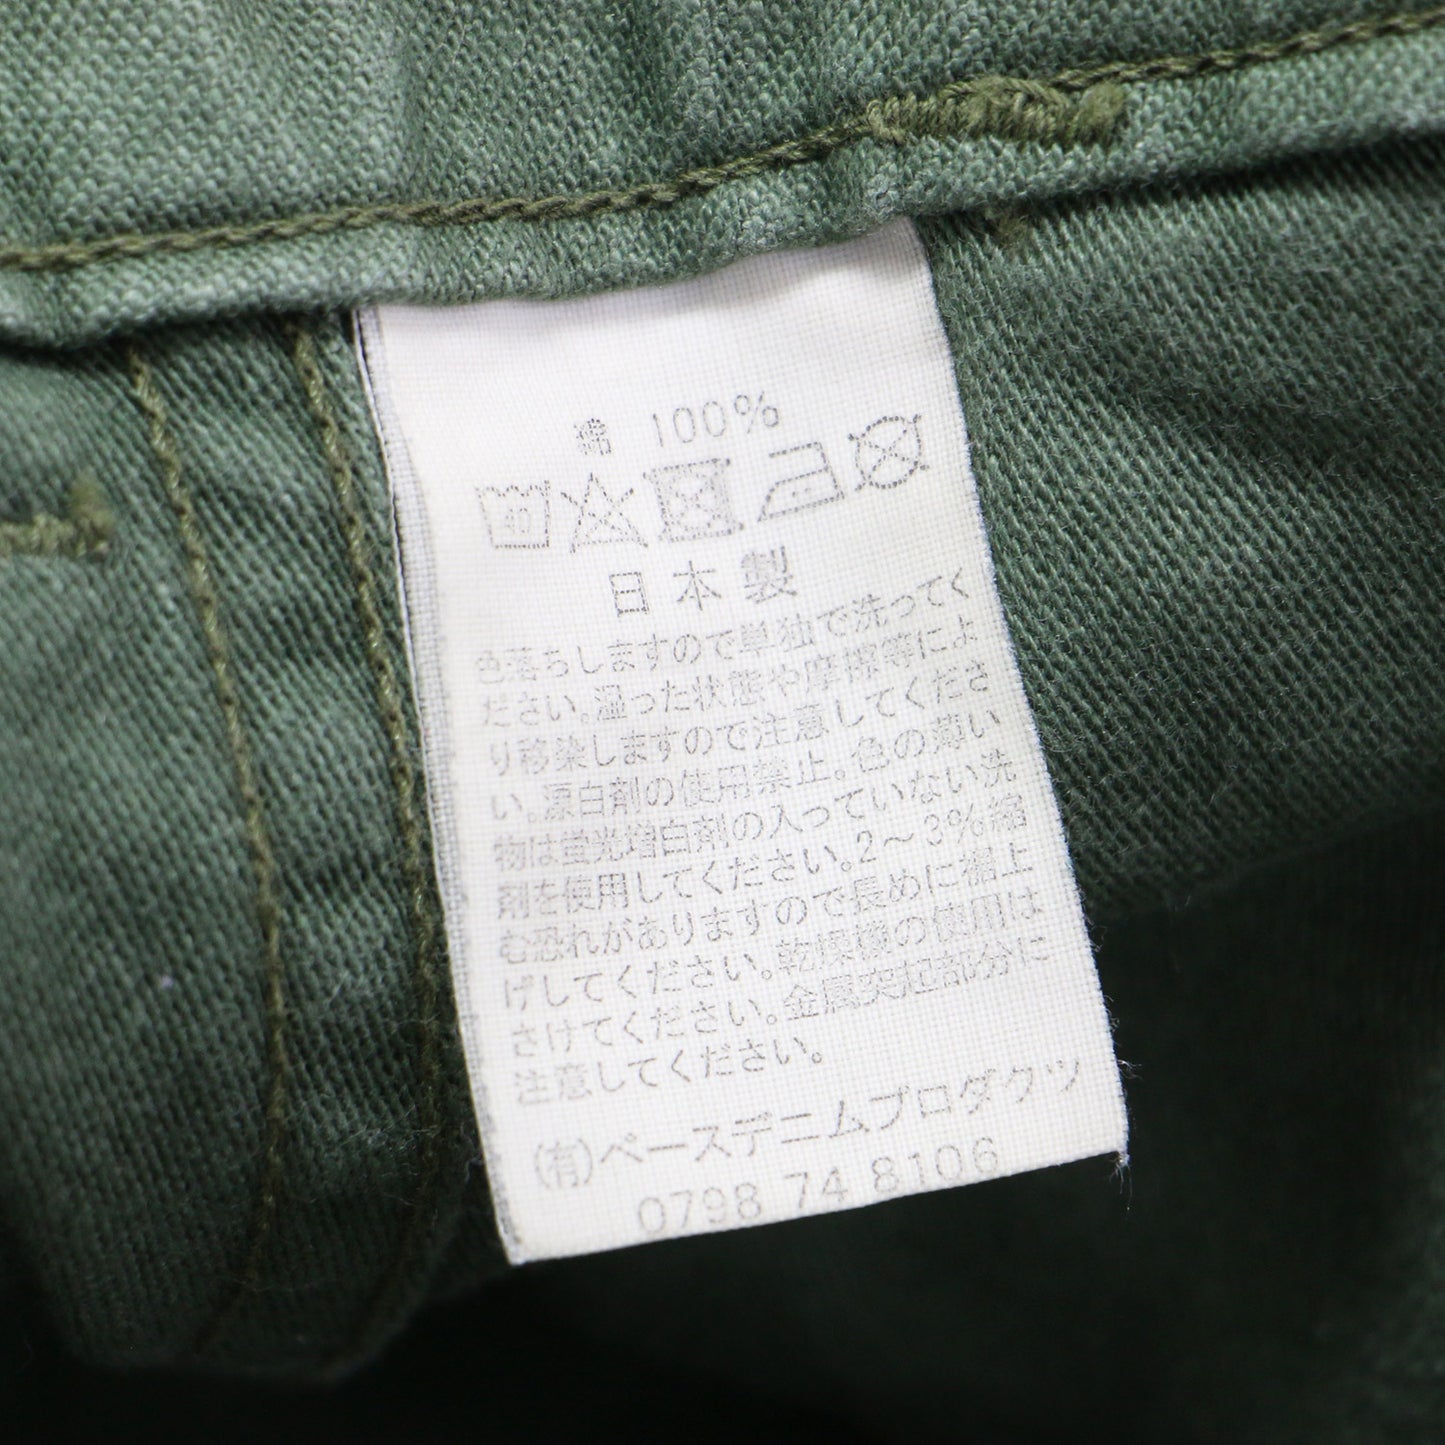 綿 100%
40
日本製
色落ちしますので単独で洗ってく
ださい。湿った状態や摩擦等によ
り移染しますので注意してくださ
い。漂白剤の使用禁止。色の薄い
物は蛍光増白剤の入っていない洗
剤を使用してください。2～3%縮
む恐れがありますので長めに裾上
げしてください。乾燥機の使用は
さけてください。金属突起部分に
注意してください。
(有)ベースデニムプロダクツ
0798 74 8106